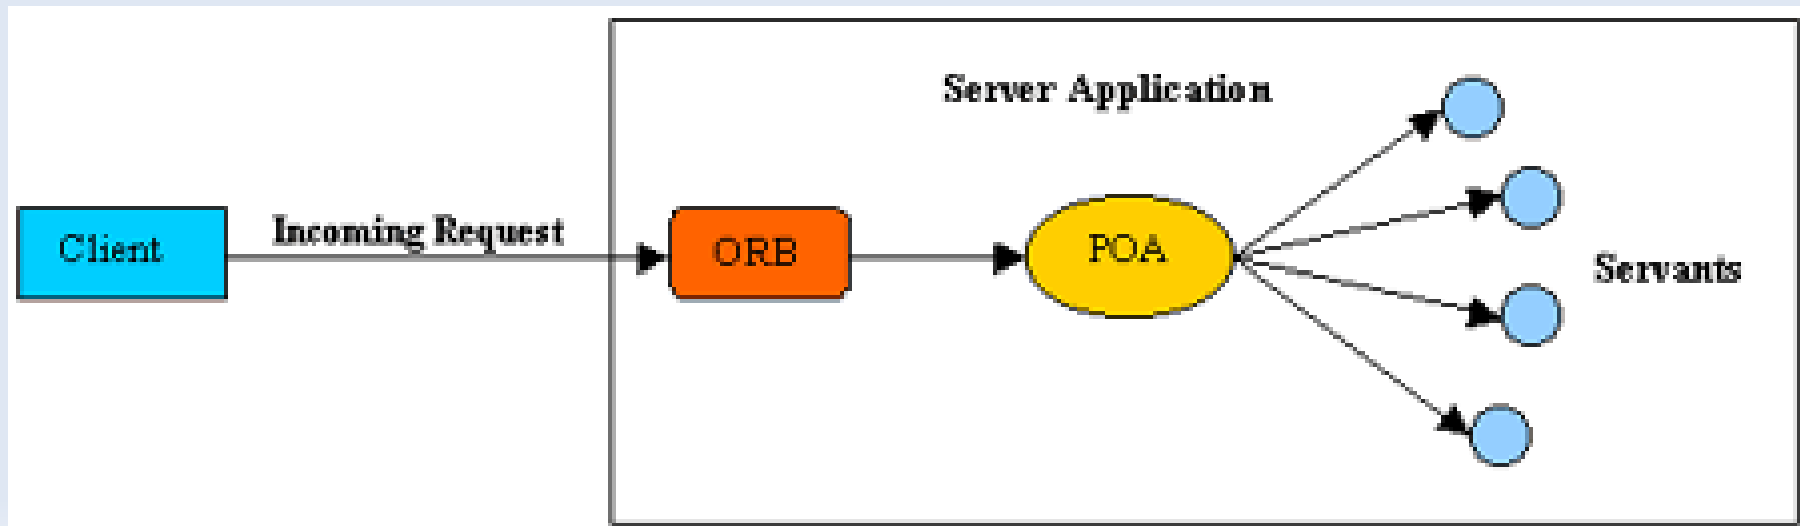 Server Application
Client
Incoming Request
ORB
POA
Servants